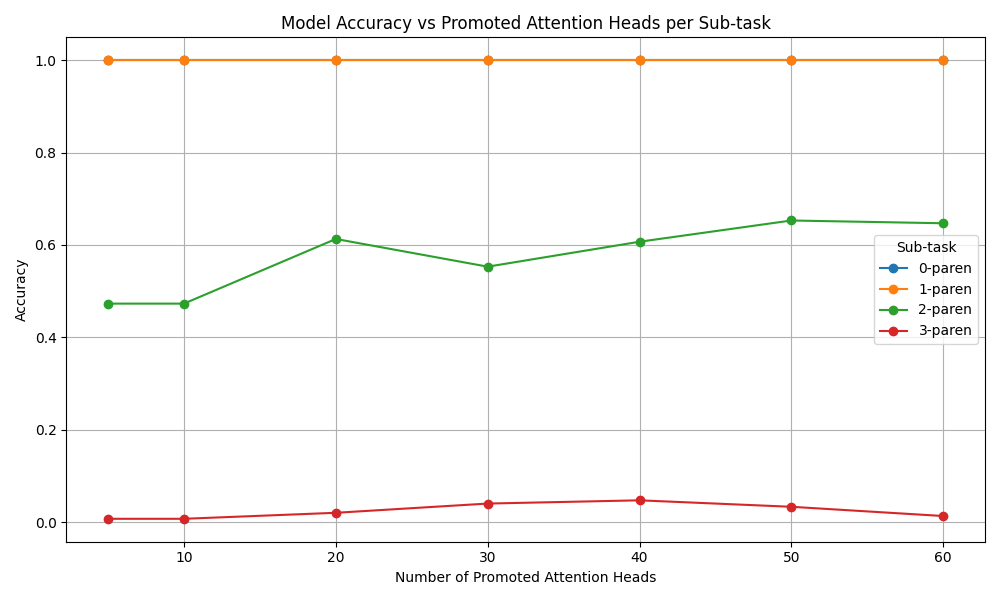 Model Accuracy vs Promoted Attention Heads per Sub-task
1.0
0.8
0.6
0.4
0.2
0.0
Accuracy
Sub-task
0-paren
1-paren
2-paren
3-paren
10 20 30 40 50 60
Number of Promoted Attention Heads